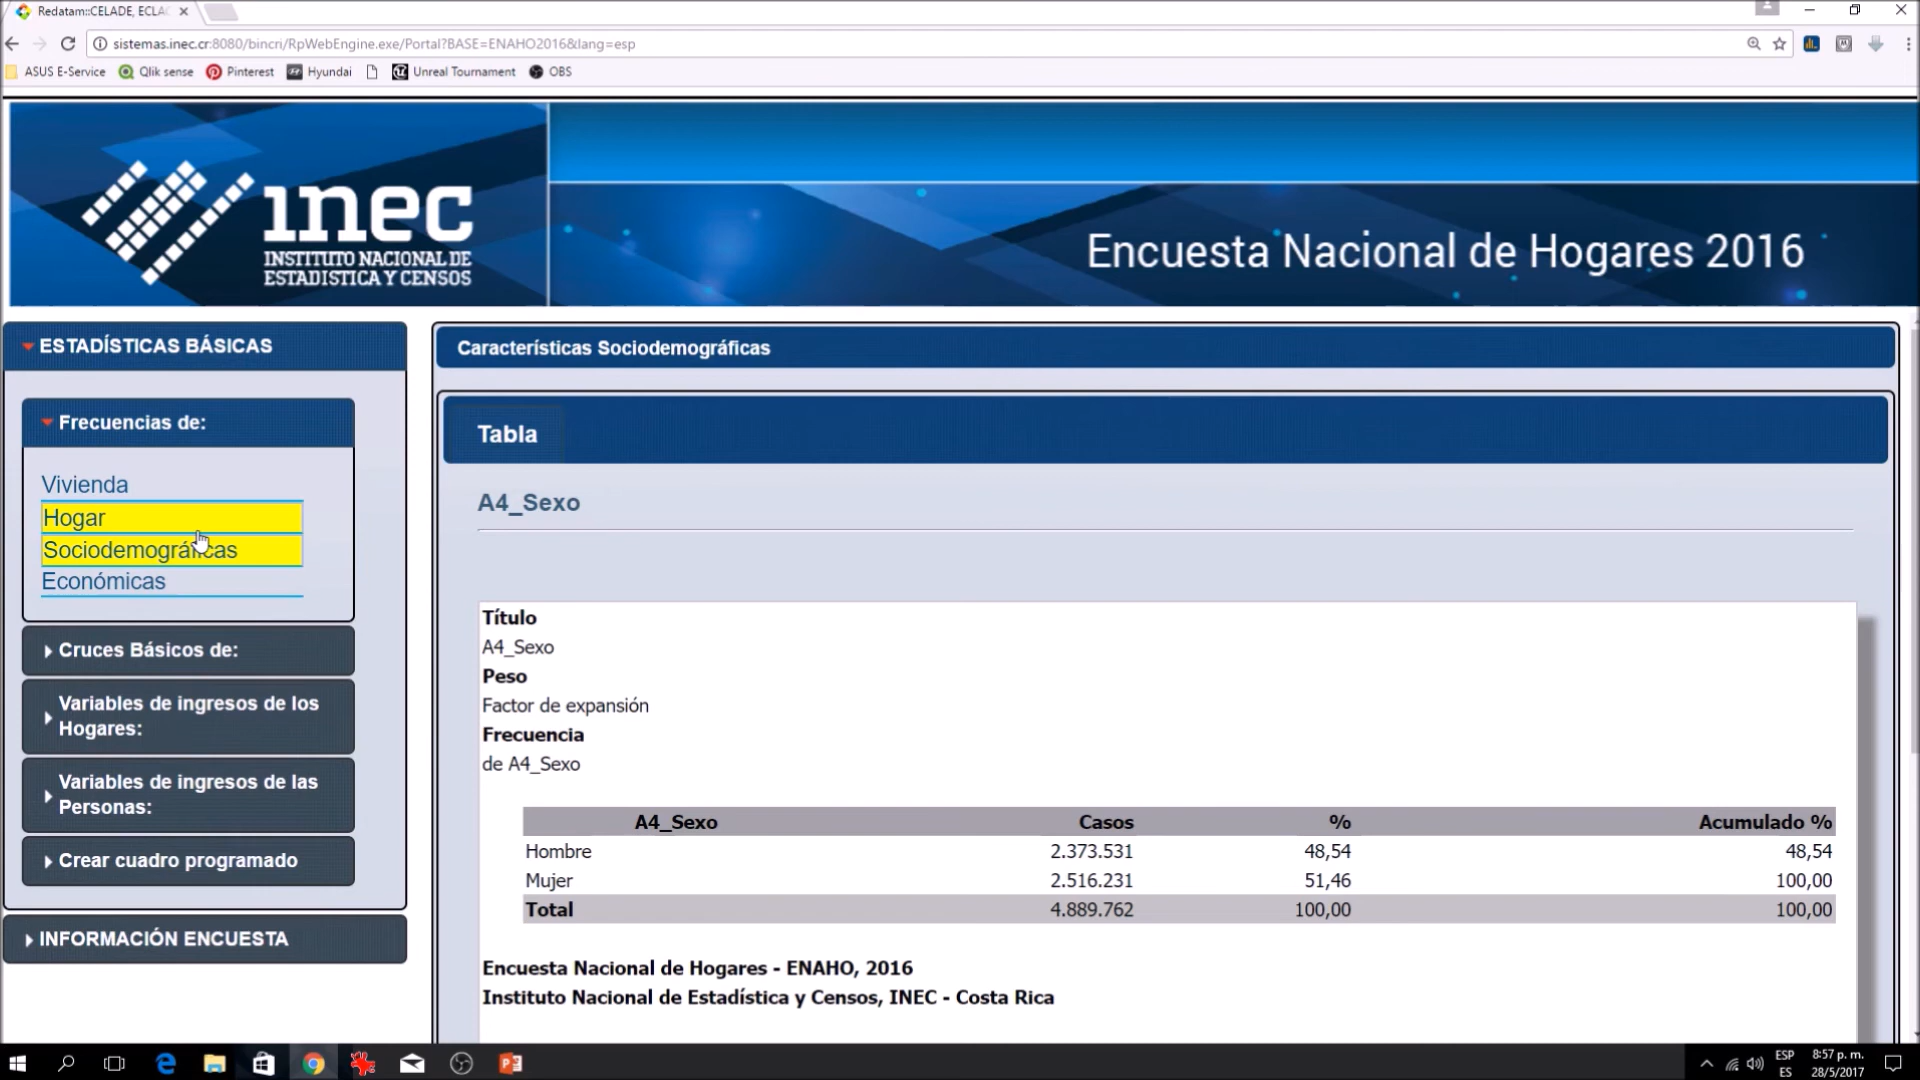 Redatam::CELADE, ECLAC
sistemas.inec.cr:8080/bincri/RpWebEngine.exe/Portal?BASE=ENAHO2016&lang=esp
ASUS E-Service
Qlik sense
Pinterest
Hyundai
Unreal Tournament
OBS
inec
INSTITUTO NACIONAL DE
ESTADÍSTICA Y CENSOS
Encuesta Nacional de Hogares 2016
ESTADÍSTICAS BÁSICAS
Frecuencias de:
Vivienda
Hogar
Sociodemográficas
Económicas
Cruces Básicos de:
Variables de ingresos de los
Hogares:
Variables de ingresos de las
Personas:
Crear cuadro programado
INFORMACIÓN ENCUESTA
Características Sociodemográficas
Tabla
A4_Sexo
Título
A4_Sexo
Peso
Factor de expansión
Frecuencia
de A4_Sexo
A4_Sexo Casos % Acumulado %
Hombre 2.373.531 48,54 48,54
Mujer 2.516.231 51,46 100,00
Total 4.889.762 100,00 100,00
Encuesta Nacional de Hogares - ENAHO, 2016
Instituto Nacional de Estadística y Censos, INEC - Costa Rica
ESP
ES
8:57 p. m.
28/5/2017